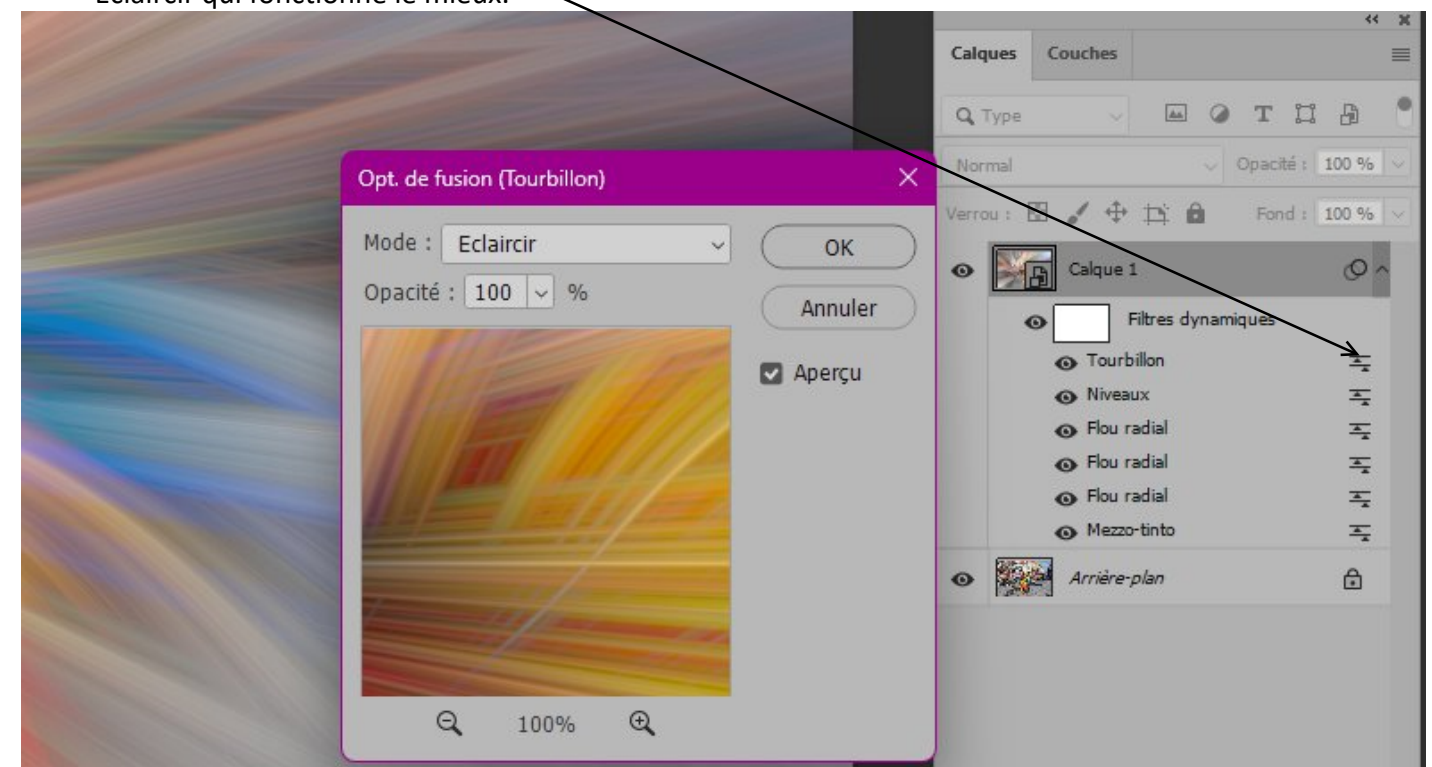 Eclaircir qui fonctionne le mieux.
Calques Couches
Type
T
Normal Opacité : 100 %
Verrou : Fond : 100 %
Opt. de fusion (Tourbillon)
Mode : Eclaircir
OK
Opacité : 100 %
Annuler
Aperçu
100%
Calque 1
Filtres dynamiques
Tourbillon
Niveaux
Flou radial
Flou radial
Flou radial
Mezzo-tinto
Arrière-plan